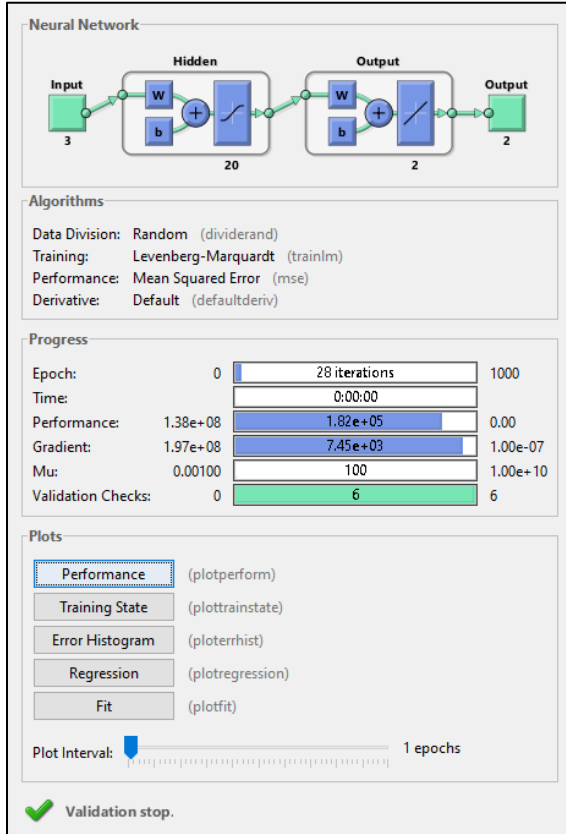 Neural Network
Hidden
Output
Input
W
b
+
W
b
+
Output
3
20
2
2
Algorithms
Data Division: Random (dividerand)
Training: Levenberg-Marquardt (trainlm)
Performance: Mean Squared Error (mse)
Derivative: Default (defaultderiv)
Progress
Epoch: 0 28 iterations 1000
Time: 0:00:00
Performance: 1.38e+08 1.82e+05 0.00
Gradient: 1.97e+08 7.45e+03 1.00e-07
Mu: 0.00100 100 1.00e+10
Validation Checks: 0 6 6
Plots
Performance (plotperform)
Training State (plottrainstate)
Error Histogram (ploterrhist)
Regression (plotregression)
Fit (plotfit)
Plot Interval: 1 epochs
Validation stop.